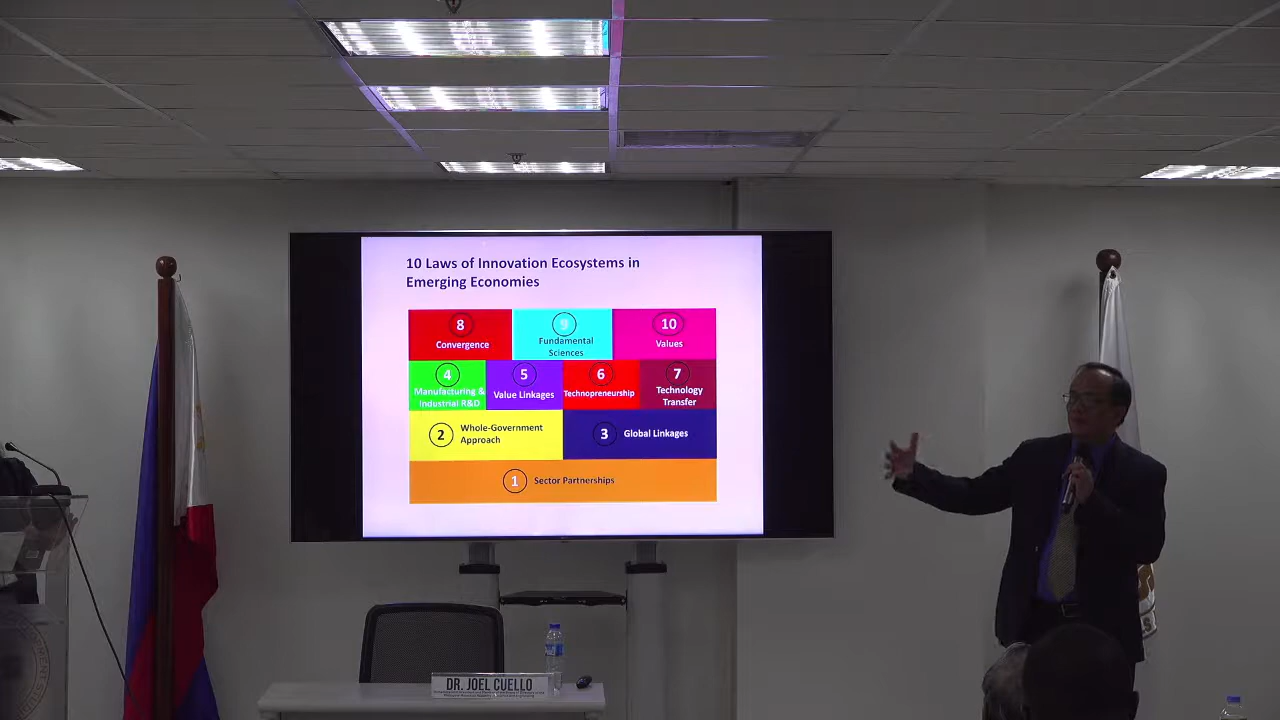 10 Laws of Innovation Ecosystems in
Emerging Economies
8
Convergence
9
Fundamental
Sciences
10
Values
4
Manufacturing &
Industrial R&D
5
Value Linkages
6
Technopreneurship
7
Technology
Transfer
2
Whole-Government
Approach
3
Global Linkages
1
Sector Partnerships
DR. JOEL CUELLO